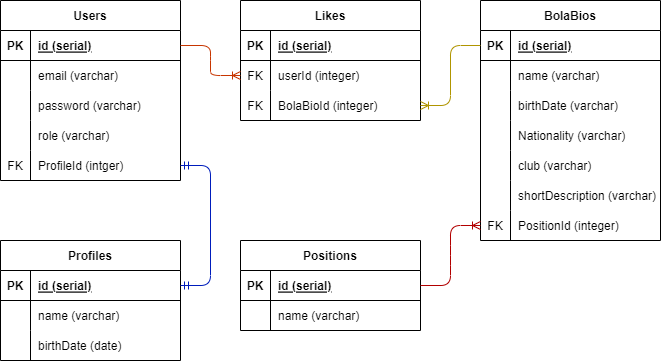 Users
PK id (serial)
email (varchar)
password (varchar)
role (varchar)
FK ProfileId (intger)
Likes
PK id (serial)
FK userId (integer)
FK BolaBioId (integer)
BolaBios
PK id (serial)
name (varchar)
birthDate (varchar)
Nationality (varchar)
club (varchar)
shortDescription (varchar)
FK PositionId (integer)
Profiles
PK id (serial)
name (varchar)
birthDate (date)
Positions
PK id (serial)
name (varchar)